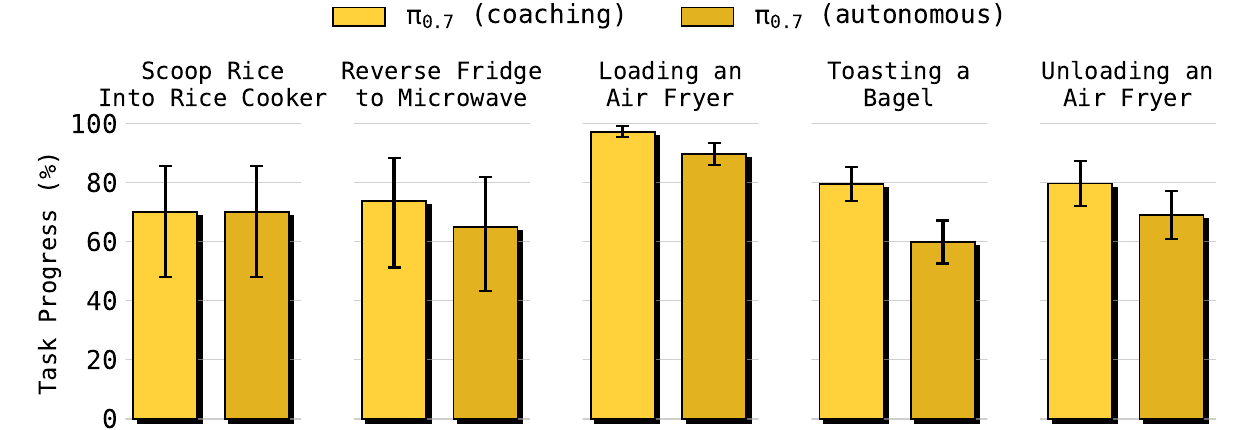 π0.7 (coaching) π0.7 (autonomous)
Scoop Rice
Into Rice Cooker
Reverse Fridge
to Microwave
Loading an
Air Fryer
Toasting a
Bagel
Unloading an
Air Fryer
Task Progress (%)
100
80
60
40
20
0